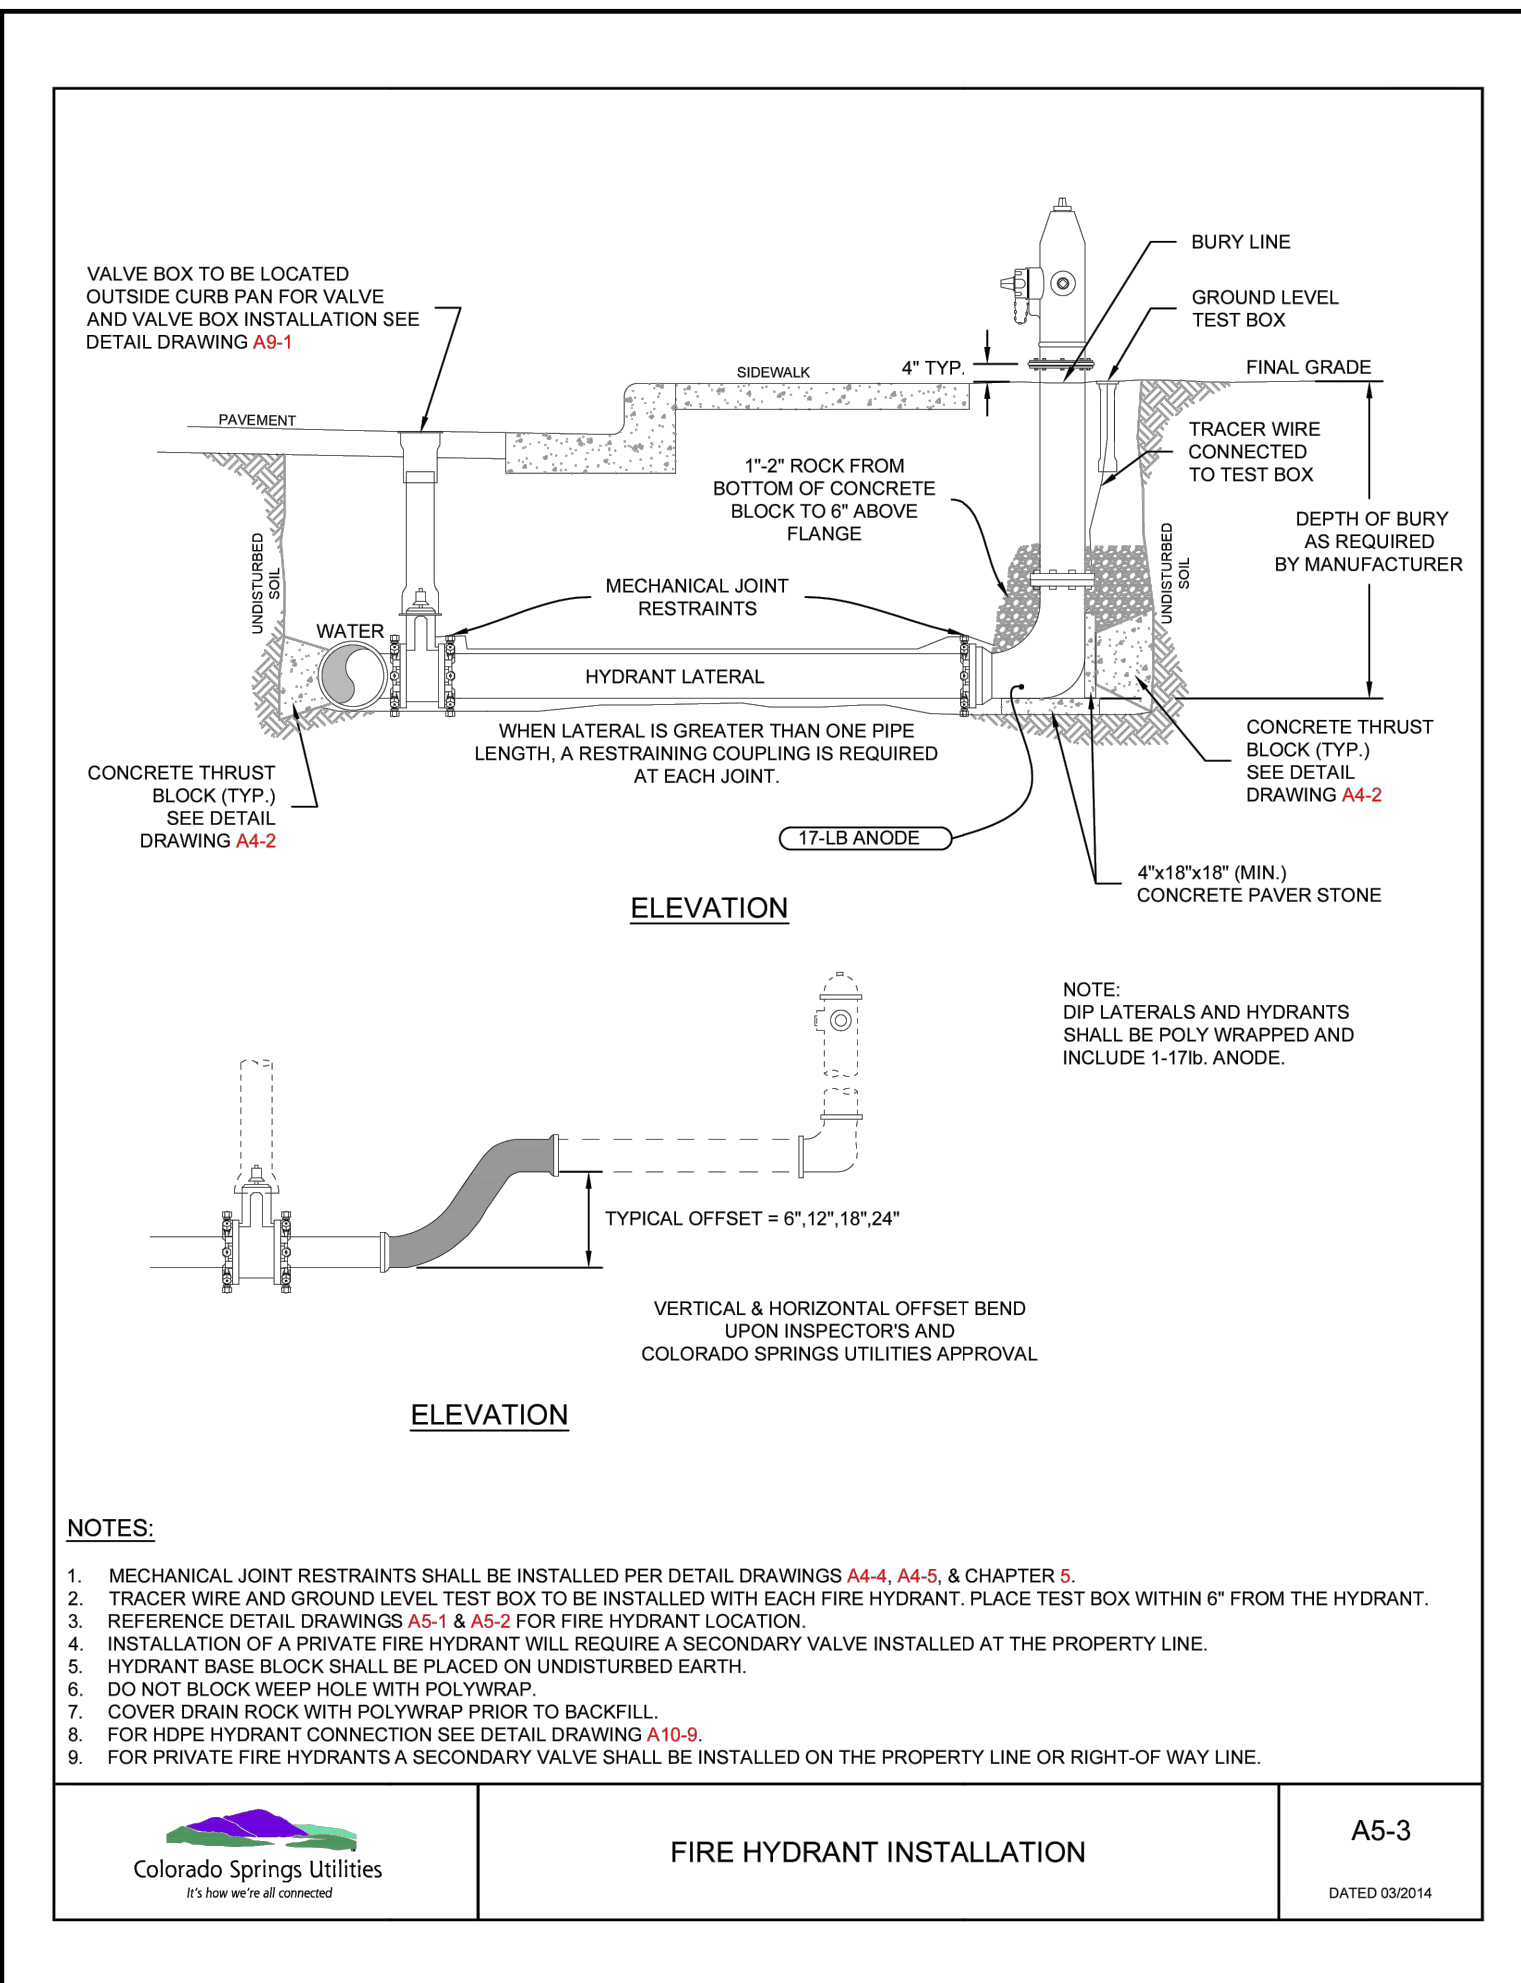 VALVE BOX TO BE LOCATED
OUTSIDE CURB PAN FOR VALVE
AND VALVE BOX INSTALLATION SEE
DETAIL DRAWING A9-1
BURY LINE
GROUND LEVEL
TEST BOX
4" TYP.
SIDEWALK
FINAL GRADE
PAVEMENT
TRACER WIRE
CONNECTED
TO TEST BOX
1"-2" ROCK FROM
BOTTOM OF CONCRETE
BLOCK TO 6" ABOVE
FLANGE
DEPTH OF BURY
AS REQUIRED
BY MANUFACTURER
UNDISTURBED
SOIL
UNDISTURBED
SOIL
MECHANICAL JOINT
RESTRAINTS
WATER
HYDRANT LATERAL
WHEN LATERAL IS GREATER THAN ONE PIPE
LENGTH, A RESTRAINING COUPLING IS REQUIRED
AT EACH JOINT.
CONCRETE THRUST
BLOCK (TYP.)
SEE DETAIL
DRAWING A4-2
CONCRETE THRUST
BLOCK (TYP.)
SEE DETAIL
DRAWING A4-2
17-LB ANODE
4"x18"x18" (MIN.)
CONCRETE PAVER STONE
ELEVATION
NOTE:
DIP LATERALS AND HYDRANTS
SHALL BE POLY WRAPPED AND
INCLUDE 1-17lb. ANODE.
TYPICAL OFFSET = 6",12",18",24"
VERTICAL & HORIZONTAL OFFSET BEND
UPON INSPECTOR'S AND
COLORADO SPRINGS UTILITIES APPROVAL
ELEVATION
NOTES:
1. MECHANICAL JOINT RESTRAINTS SHALL BE INSTALLED PER DETAIL DRAWINGS A4-4, A4-5, & CHAPTER 5.
2. TRACER WIRE AND GROUND LEVEL TEST BOX TO BE INSTALLED WITH EACH FIRE HYDRANT. PLACE TEST BOX WITHIN 6" FROM THE HYDRANT.
3. REFERENCE DETAIL DRAWINGS A5-1 & A5-2 FOR FIRE HYDRANT LOCATION.
4. INSTALLATION OF A PRIVATE FIRE HYDRANT WILL REQUIRE A SECONDARY VALVE INSTALLED AT THE PROPERTY LINE.
5. HYDRANT BASE BLOCK SHALL BE PLACED ON UNDISTURBED EARTH.
6. DO NOT BLOCK WEEP HOLE WITH POLYWRAP.
7. COVER DRAIN ROCK WITH POLYWRAP PRIOR TO BACKFILL.
8. FOR HDPE HYDRANT CONNECTION SEE DETAIL DRAWING A10-9.
9. FOR PRIVATE FIRE HYDRANTS A SECONDARY VALVE SHALL BE INSTALLED ON THE PROPERTY LINE OR RIGHT-OF WAY LINE.
Colorado Springs Utilities
It's how we're all connected
FIRE HYDRANT INSTALLATION
A5-3
DATED 03/2014